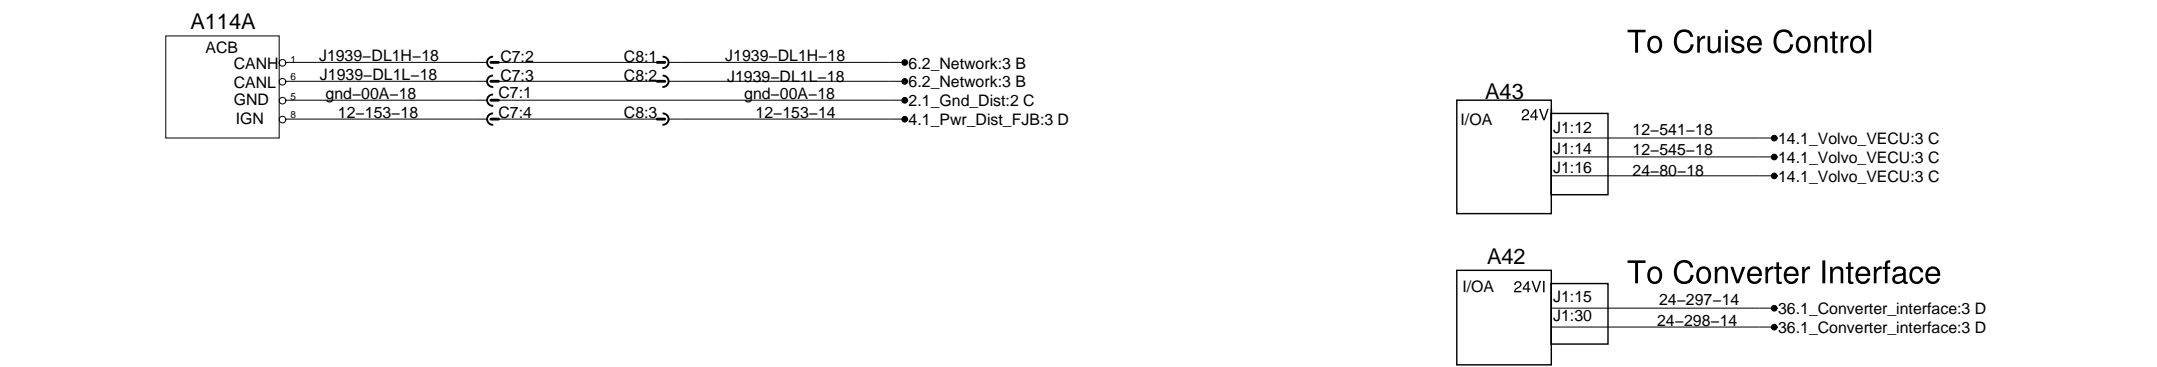 A114A
ACB
CANH 1 J1939-DL1H-18 C7:2 C8:1 J1939-DL1H-18 6.2_Network:3 B
CANL 6 J1939-DL1L-18 C7:3 C8:2 J1939-DL1L-18 6.2_Network:3 B
GND 5 gnd-00A-18 C7:1 gnd-00A-18 2.1_Gnd_Dist:2 C
IGN 8 12-153-18 C7:4 C8:3 12-153-14 4.1_Pwr_Dist_FJB:3 D
To Cruise Control
A43
I/OA 24V
J1:12 12-541-18 14.1_Volvo_VECU:3 C
J1:14 12-545-18 14.1_Volvo_VECU:3 C
J1:16 24-80-18 14.1_Volvo_VECU:3 C
A42
To Converter Interface
I/OA 24VI
J1:15 24-297-14 36.1_Converter_interface:3 D
J1:30 24-298-14 36.1_Converter_interface:3 D